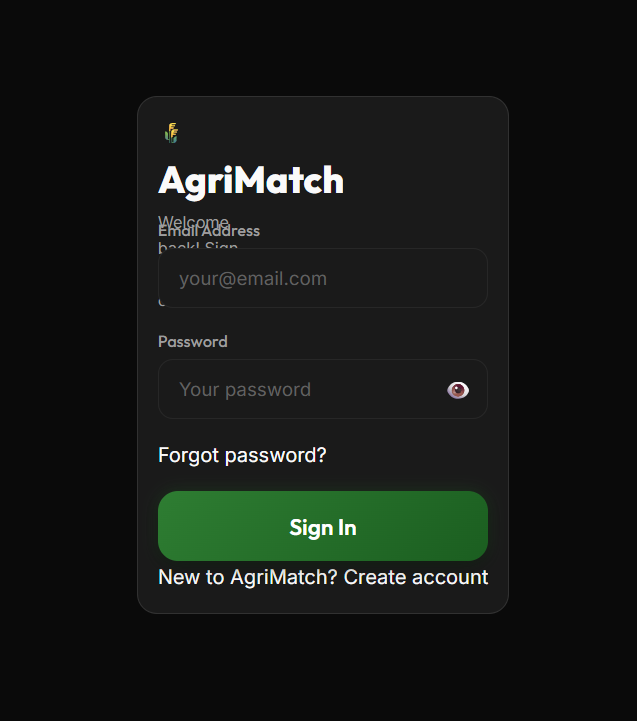 AgriMatch
Welcome
Email Address
back! Sign
your@email.com
Password
Your password
Forgot password?
Sign In
New to AgriMatch? Create account